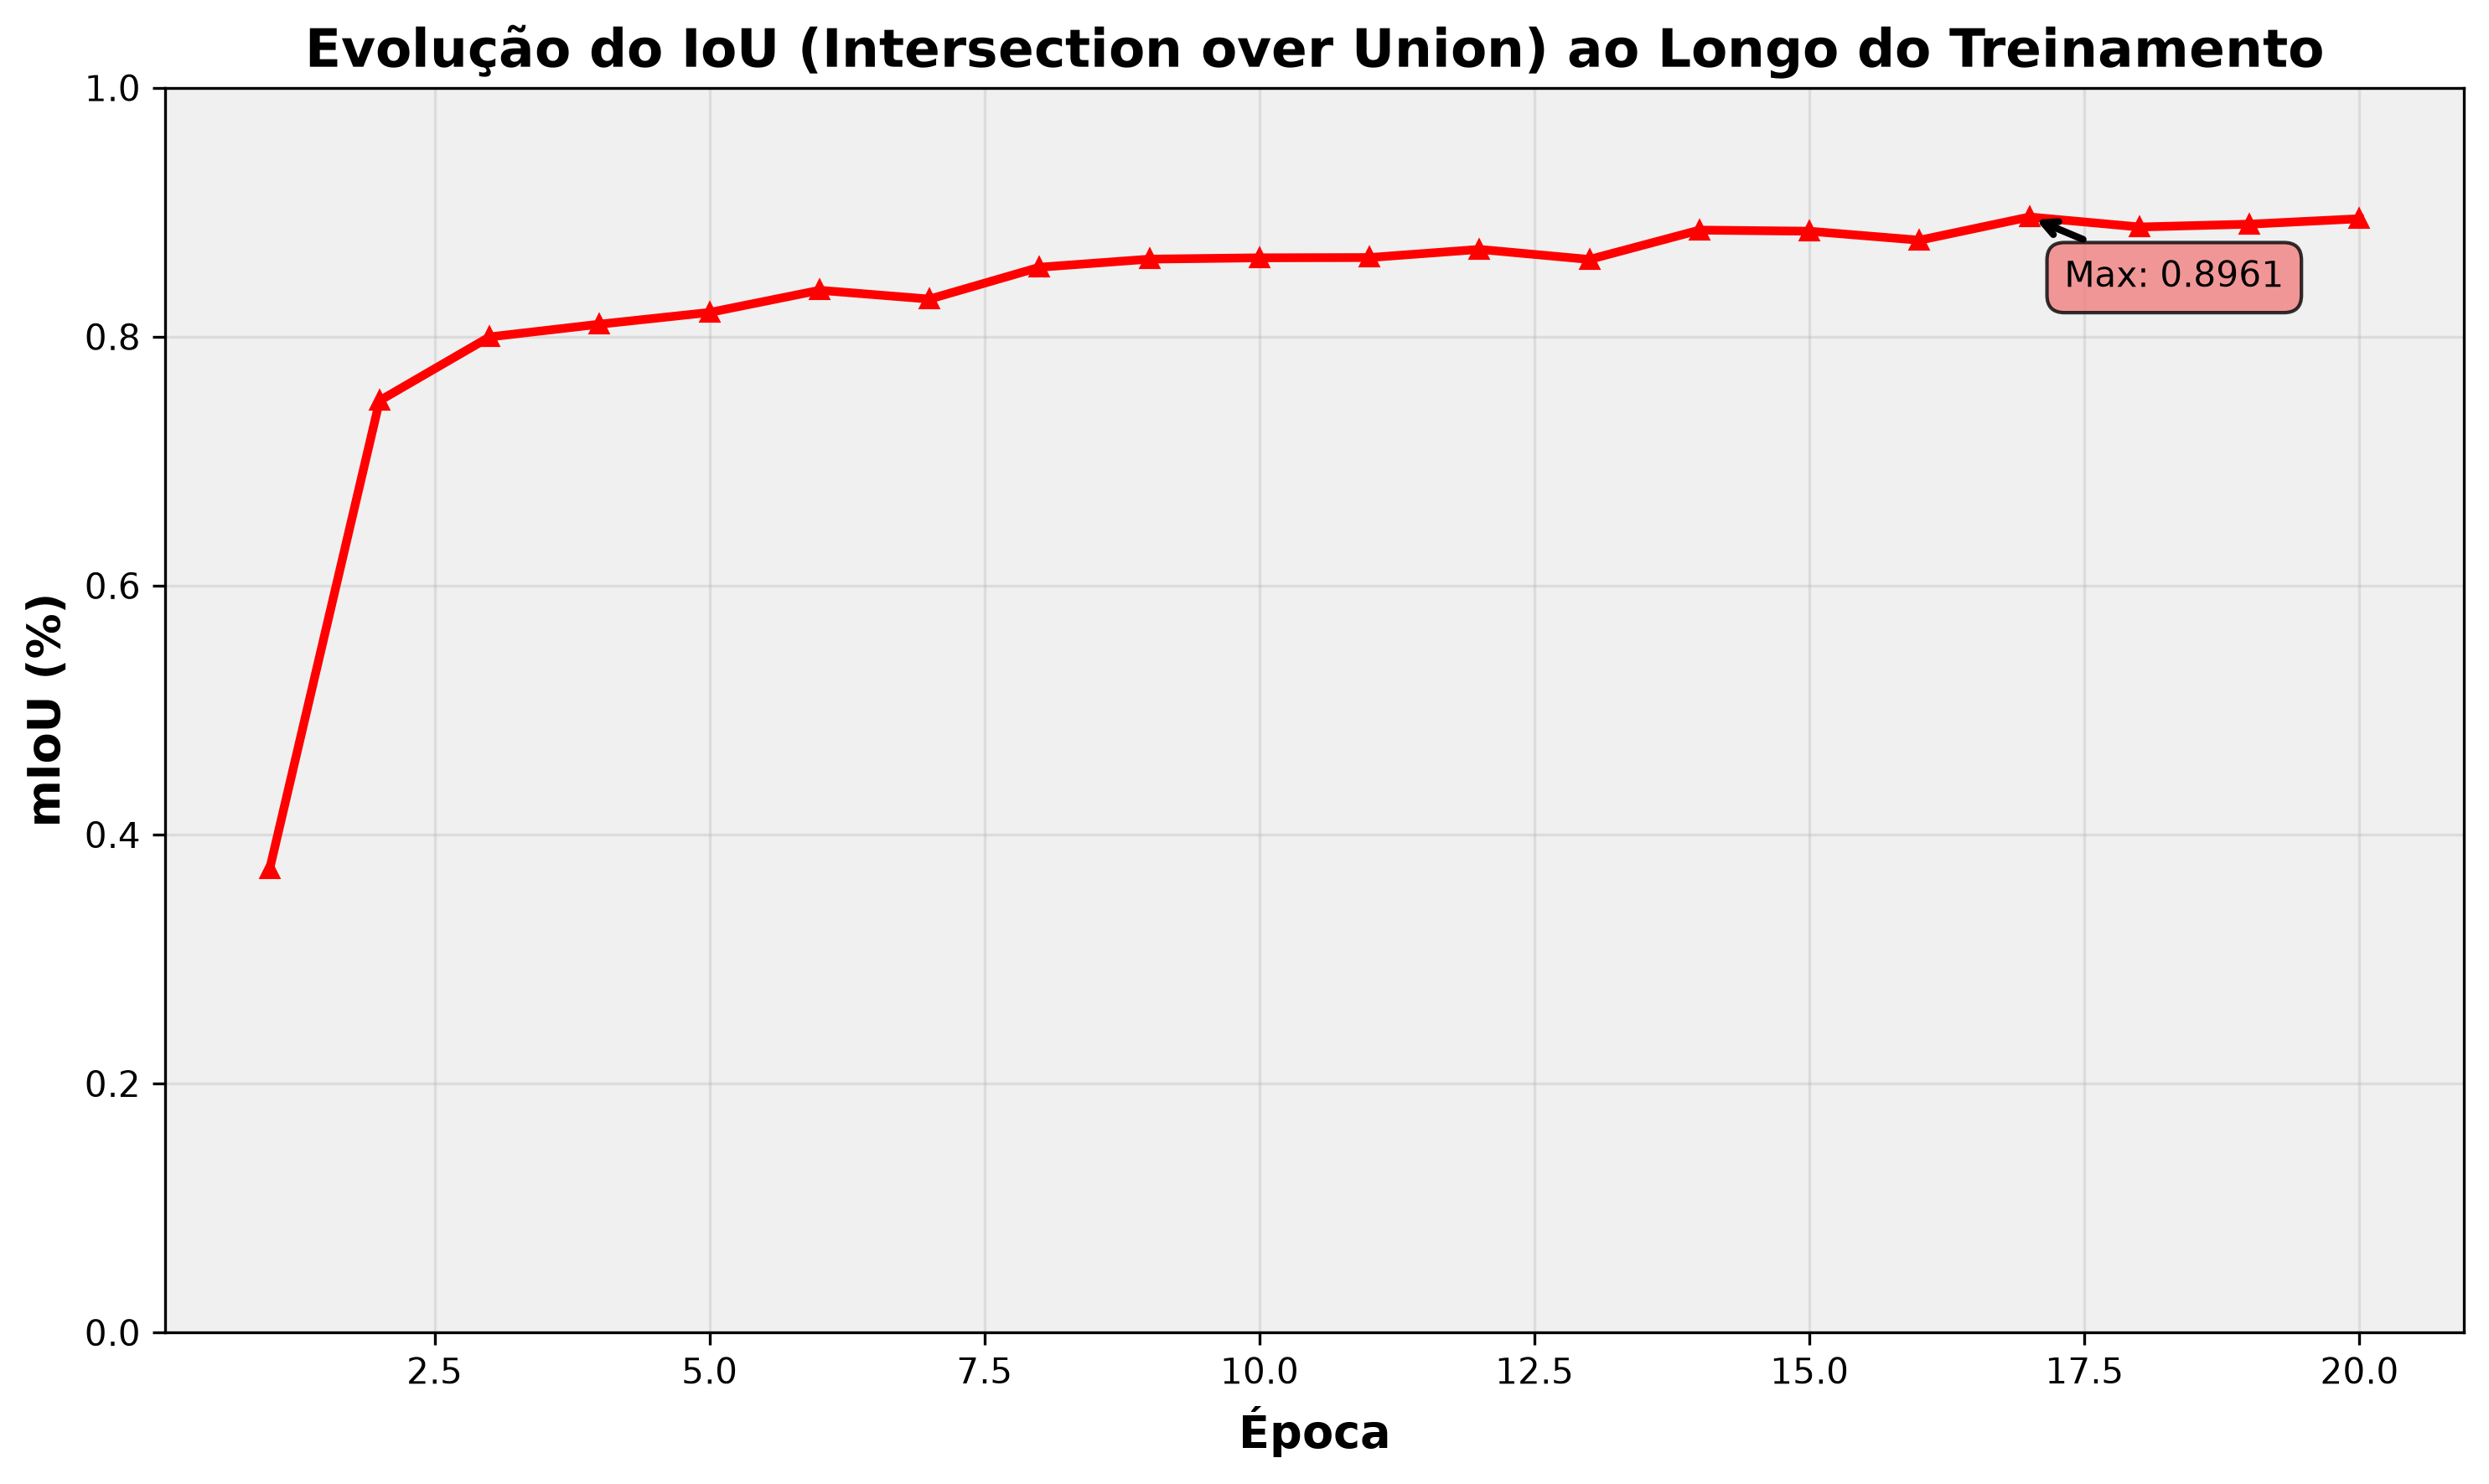 Evolução do IoU (Intersection over Union) ao Longo do Treinamento
1.0
0.8
0.6
0.4
0.2
0.0
mIoU (%)
Max: 0.8961
2.5 5.0 7.5 10.0 12.5 15.0 17.5 20.0
Época